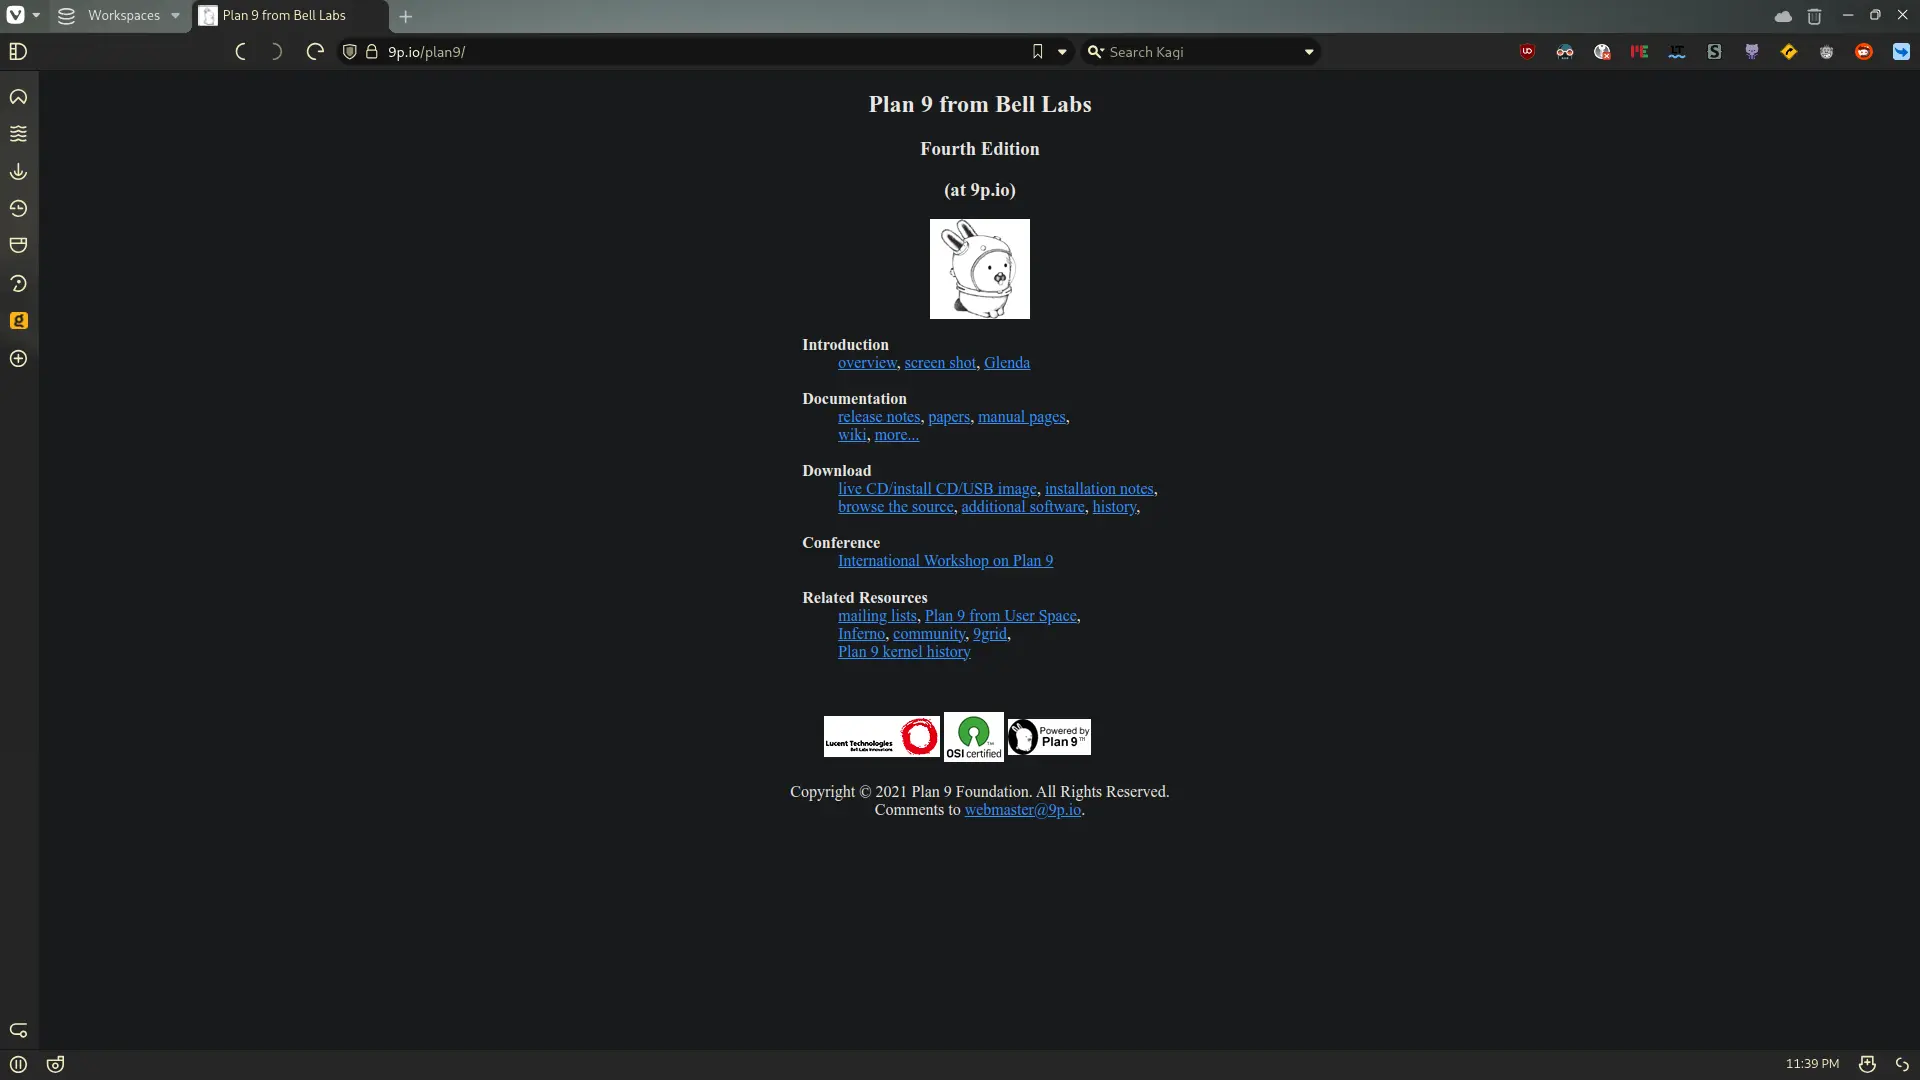 Workspaces
Plan 9 from Bell Labs
9p.io/plan9/
Search Kagi
Plan 9 from Bell Labs
Fourth Edition
(at 9p.io)
Introduction
overview, screen shot, Glenda
Documentation
release notes, papers, manual pages,
wiki, more...
Download
live CD/install CD/USB image, installation notes,
browse the source, additional software, history,
Conference
International Workshop on Plan 9
Related Resources
mailing lists, Plan 9 from User Space,
Inferno, community, 9grid,
Plan 9 kernel history
Lucent Technologies
Bell Labs Innovations
OSI certified
Powered by
Plan 9™
Copyright © 2021 Plan 9 Foundation. All Rights Reserved.
Comments to webmaster@9p.io.
11:39 PM